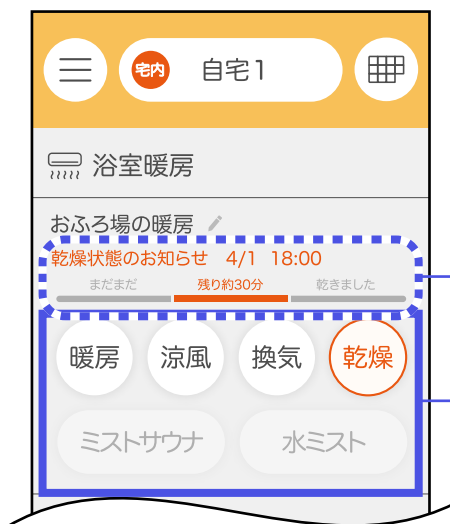 宅内 自宅1
浴室暖房
おふろ場の暖房
乾燥状態のお知らせ 4/1 18:00
まだまだ 残り約30分 乾きました
暖房 涼風 換気 乾燥
ミストサウナ 水ミスト